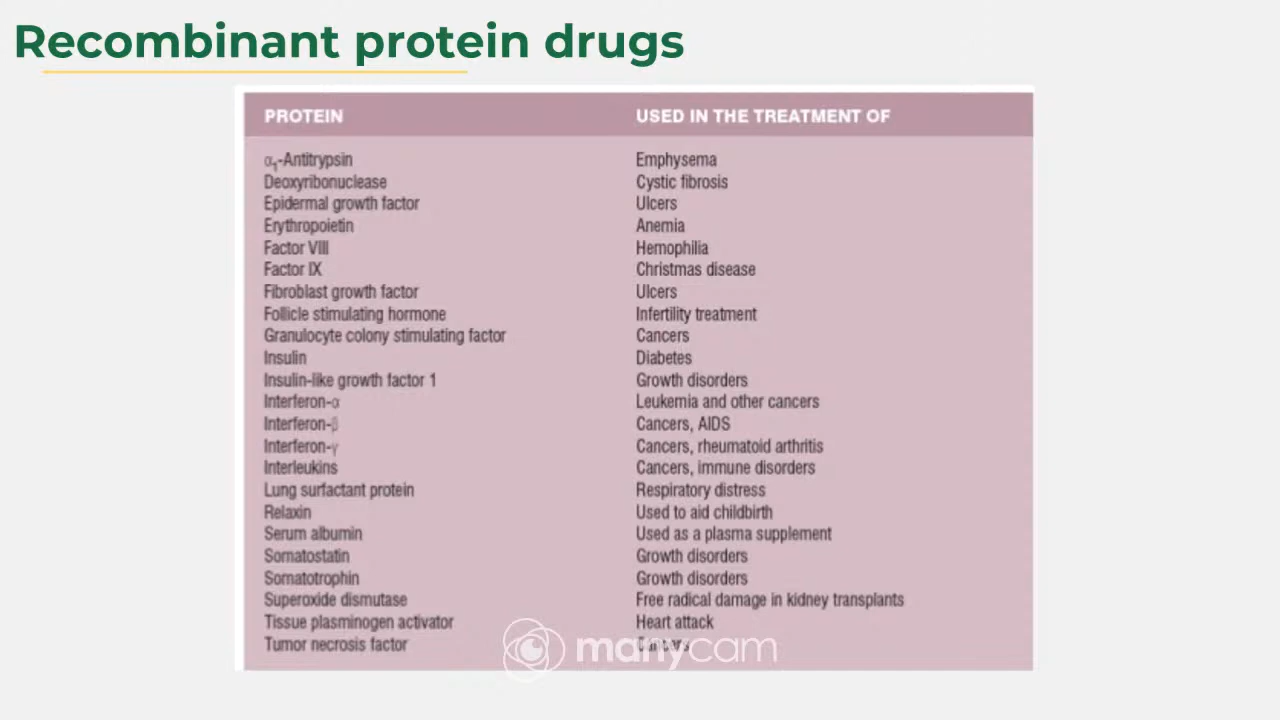 Recombinant protein drugs
PROTEIN USED IN THE TREATMENT OF
α1-Antitrypsin Emphysema
Deoxyribonuclease Cystic fibrosis
Epidermal growth factor Ulcers
Erythropoietin Anemia
Factor VIII Hemophilia
Factor IX Christmas disease
Fibroblast growth factor Ulcers
Follicle stimulating hormone Infertility treatment
Granulocyte colony stimulating factor Cancers
Insulin Diabetes
Insulin-like growth factor 1 Growth disorders
Interferon-α Leukemia and other cancers
Interferon-β Cancers, AIDS
Interferon-γ Cancers, rheumatoid arthritis
Interleukins Cancers, immune disorders
Lung surfactant protein Respiratory distress
Relaxin Used to aid childbirth
Serum albumin Used as a plasma supplement
Somatostatin Growth disorders
Somatotrophin Growth disorders
Superoxide dismutase Free radical damage in kidney transplants
Tissue plasminogen activator Heart attack
Tumor necrosis factor Cancers
manycam